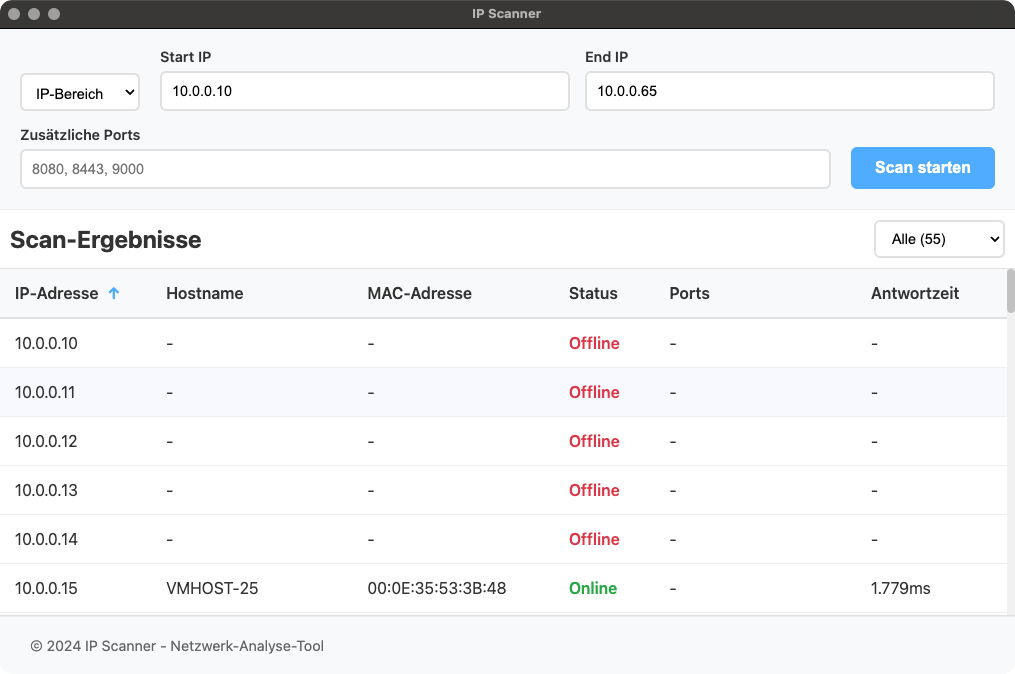 IP Scanner
Start IP
End IP
IP-Bereich
10.0.0.10
10.0.0.65
Zusätzliche Ports
8080, 8443, 9000
Scan starten
Scan-Ergebnisse
Alle (55)
IP-Adresse ↑ Hostname MAC-Adresse Status Ports Antwortzeit
10.0.0.10 - - Offline - -
10.0.0.11 - - Offline - -
10.0.0.12 - - Offline - -
10.0.0.13 - - Offline - -
10.0.0.14 - - Offline - -
10.0.0.15 VMHOST-25 00:0E:35:53:3B:48 Online - 1.779ms
© 2024 IP Scanner - Netzwerk-Analyse-Tool